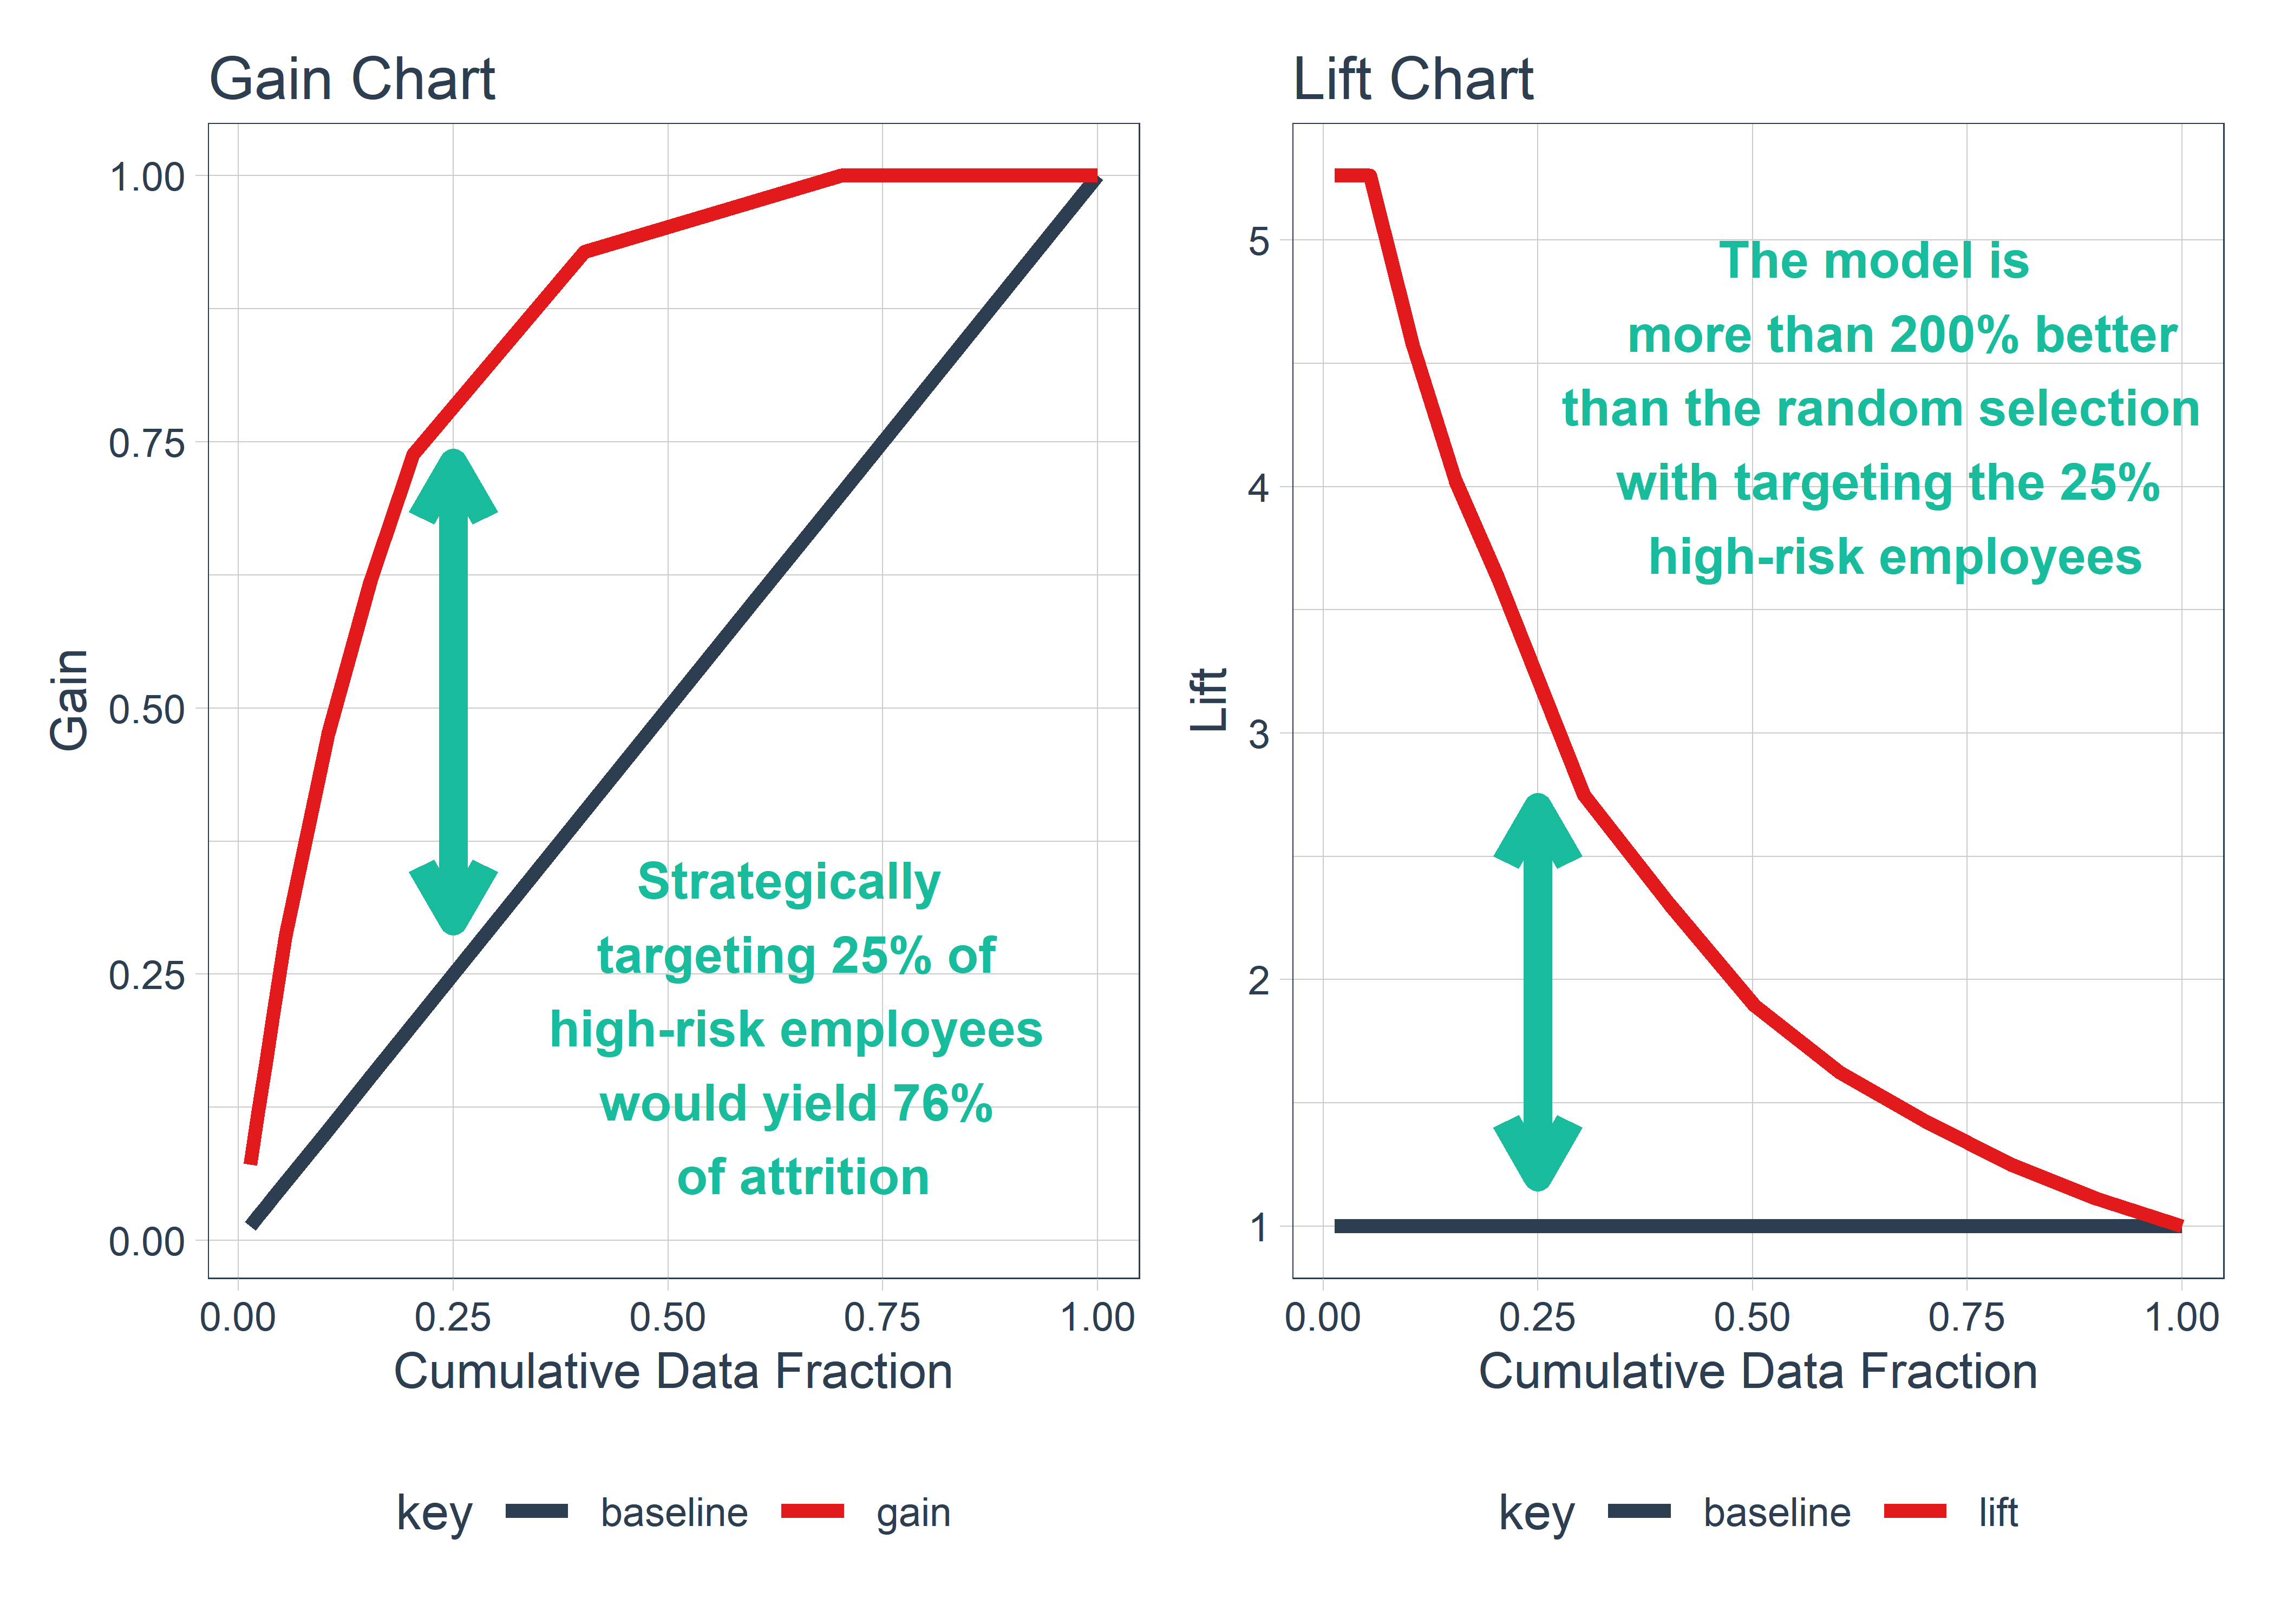 Gain Chart
1.00
0.75
0.50
0.25
0.00
Gain
Strategically
targeting 25% of
high-risk employees
would yield 76%
of attrition
0.00 0.25 0.50 0.75 1.00
Cumulative Data Fraction
key baseline gain
Lift Chart
5
4
3
2
1
Lift
The model is
more than 200% better
than the random selection
with targeting the 25%
high-risk employees
0.00 0.25 0.50 0.75 1.00
Cumulative Data Fraction
key baseline lift